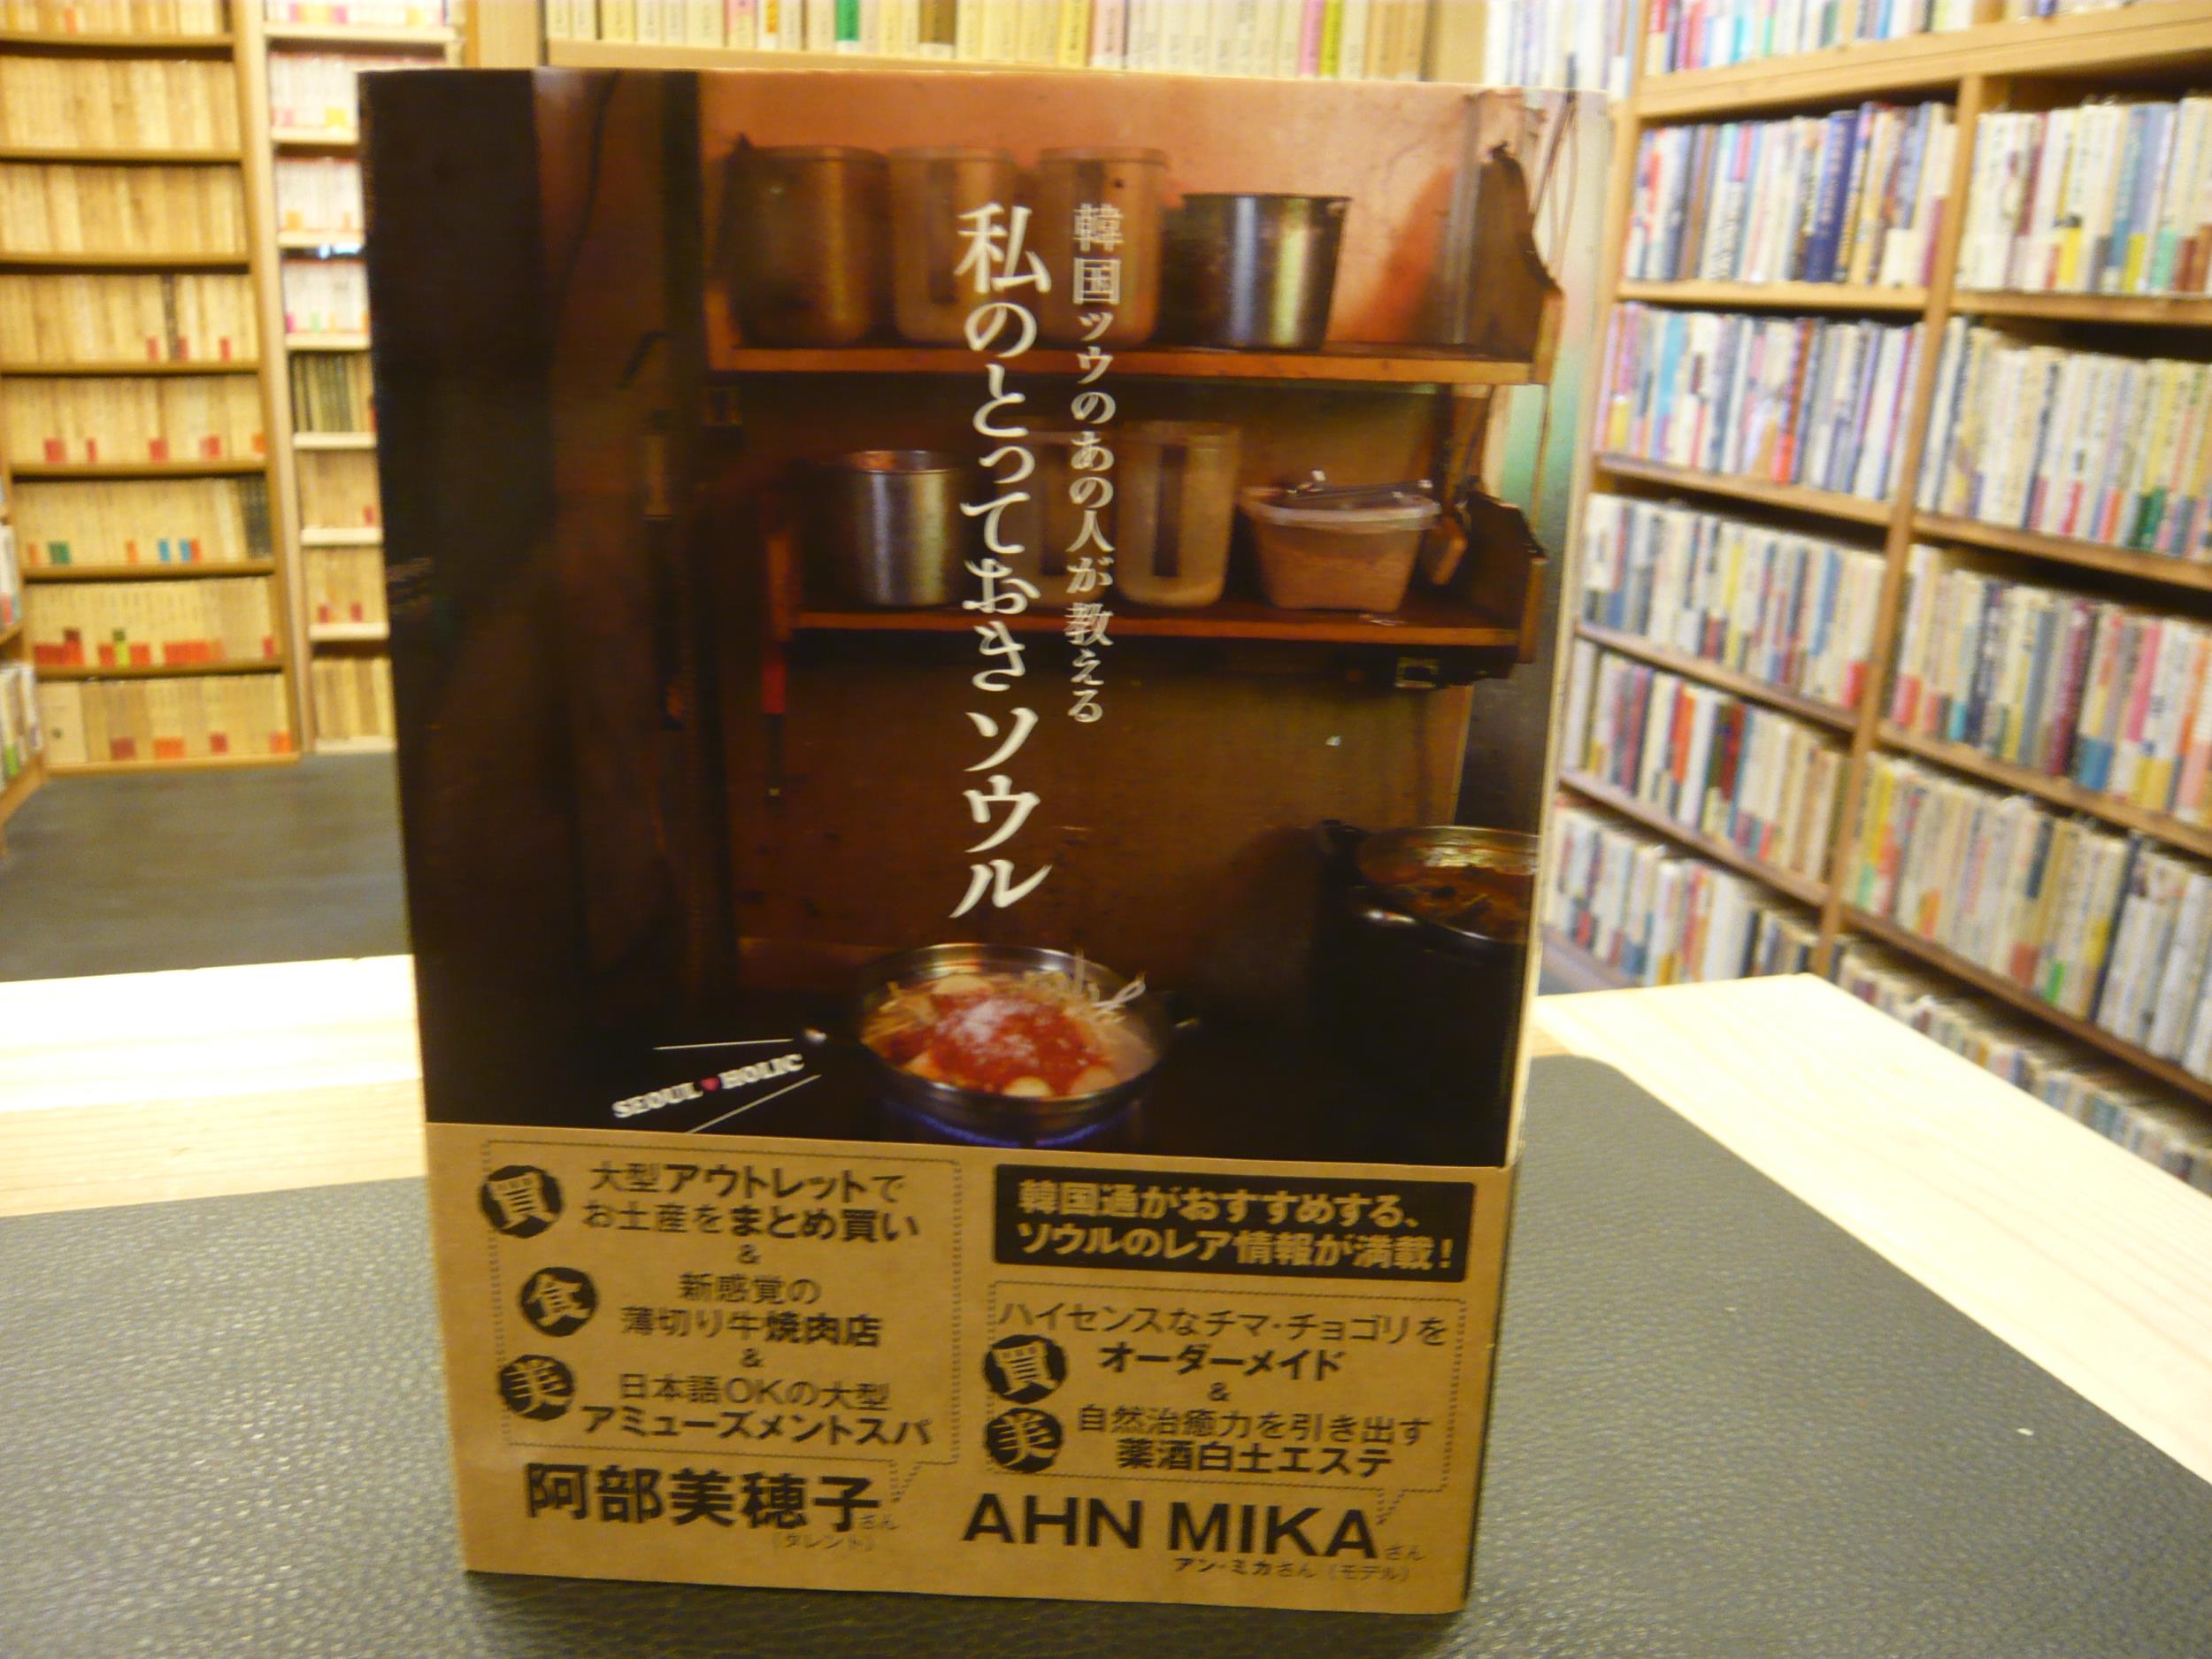 韓国ツウのあの人が教える
私のとっておきソウル
SEOUL♥HOLIC
韓国通がおすすめする、
ソウルのレア情報が満載!
買
大型アウトレットで
お土産をまとめ買い
&
食
新感覚の
薄切り牛焼肉店
&
美
日本語OKの大型
アミューズメントスパ
阿部美穂子さん
(タレント)
ハイセンスなチマ・チョゴリを
買
オーダーメイド
&
美
自然治癒力を引き出す
薬酒白土エステ
AHN MIKAさん
アン・ミカさん(モデル)